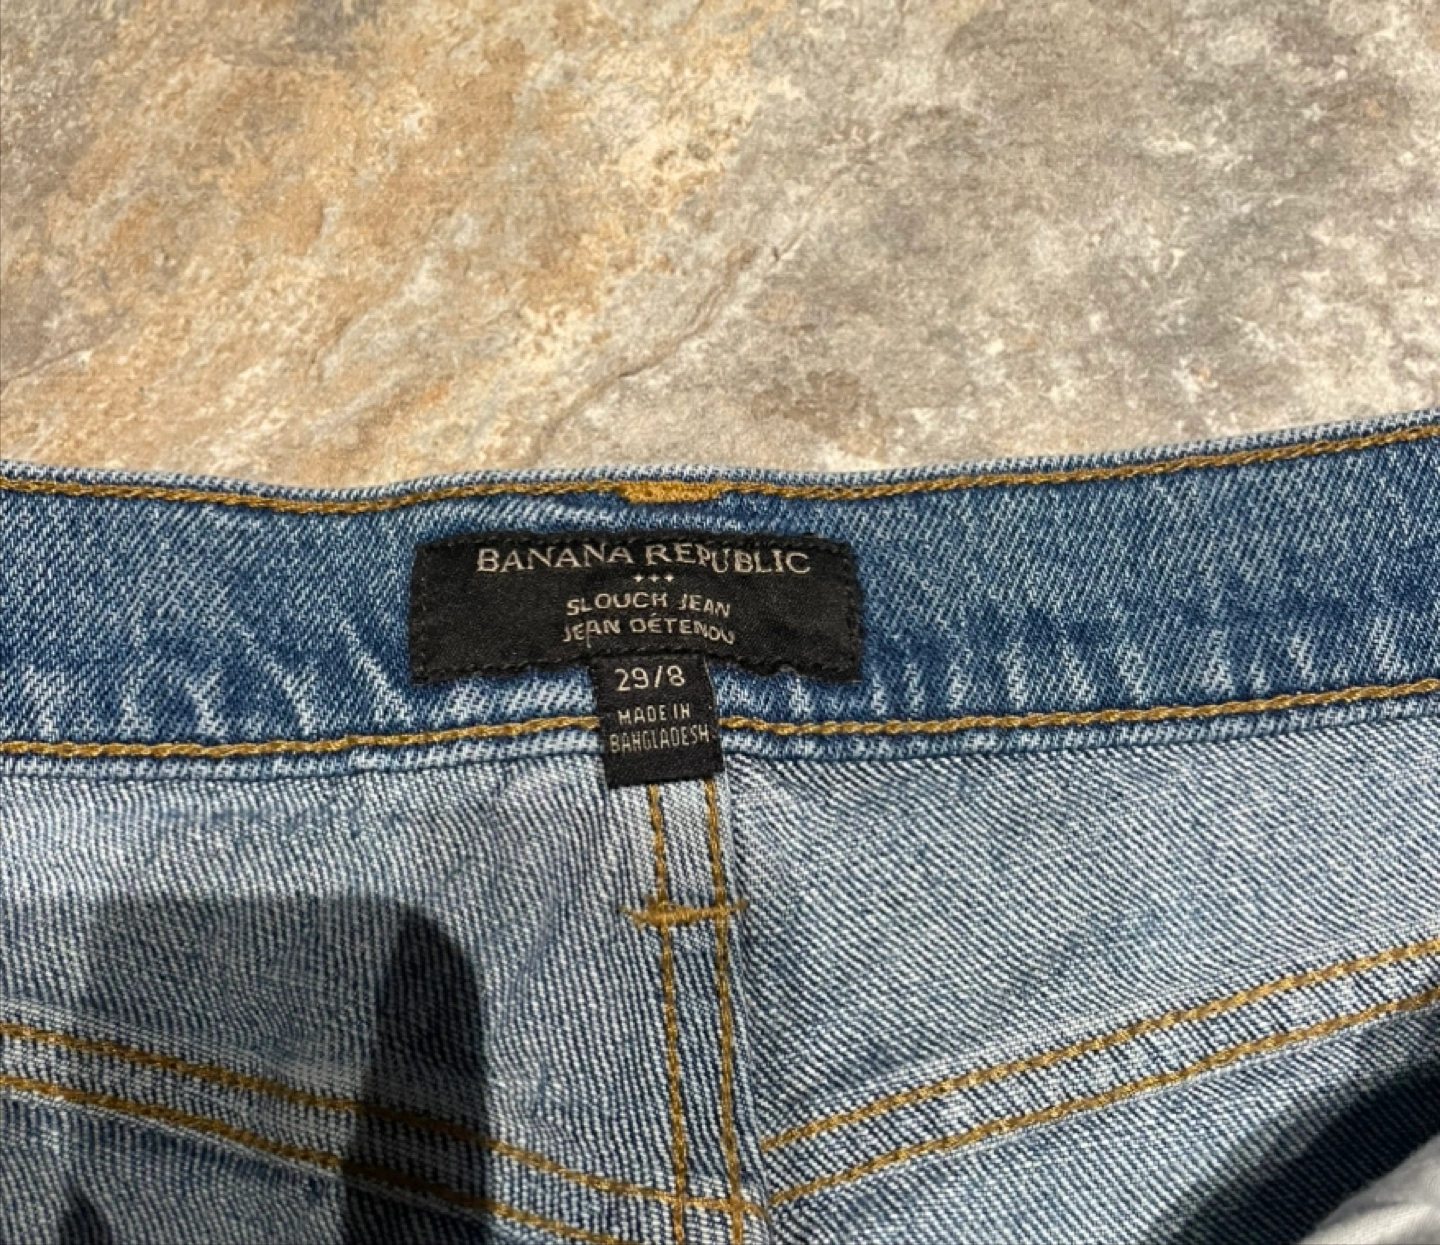 BANANA REPUBLIC
SLOUCH JEAN
JEAN DÉTENDU
29/8
MADE IN
BANGLADESH